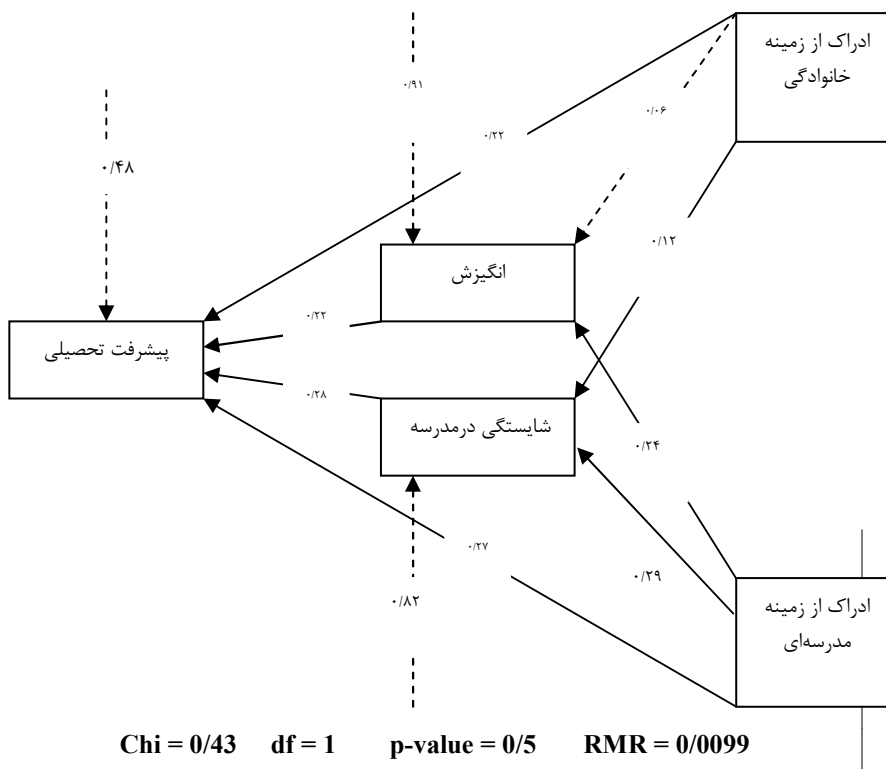 ادراک از زمینه
خانوادگی
۰/۹۱
۰/۰۶
۰/۲۲
۰/۴۸
۰/۱۲
انگیزش
۰/۲۲
پیشرفت تحصیلی
۰/۲۸
شایستگی درمدرسه
۰/۲۴
۰/۲۷
۰/۲۹
۰/۸۲
ادراک از زمینه
مدرسه‌ای
Chi = 0/43 df = 1 p-value = 0/5 RMR = 0/0099